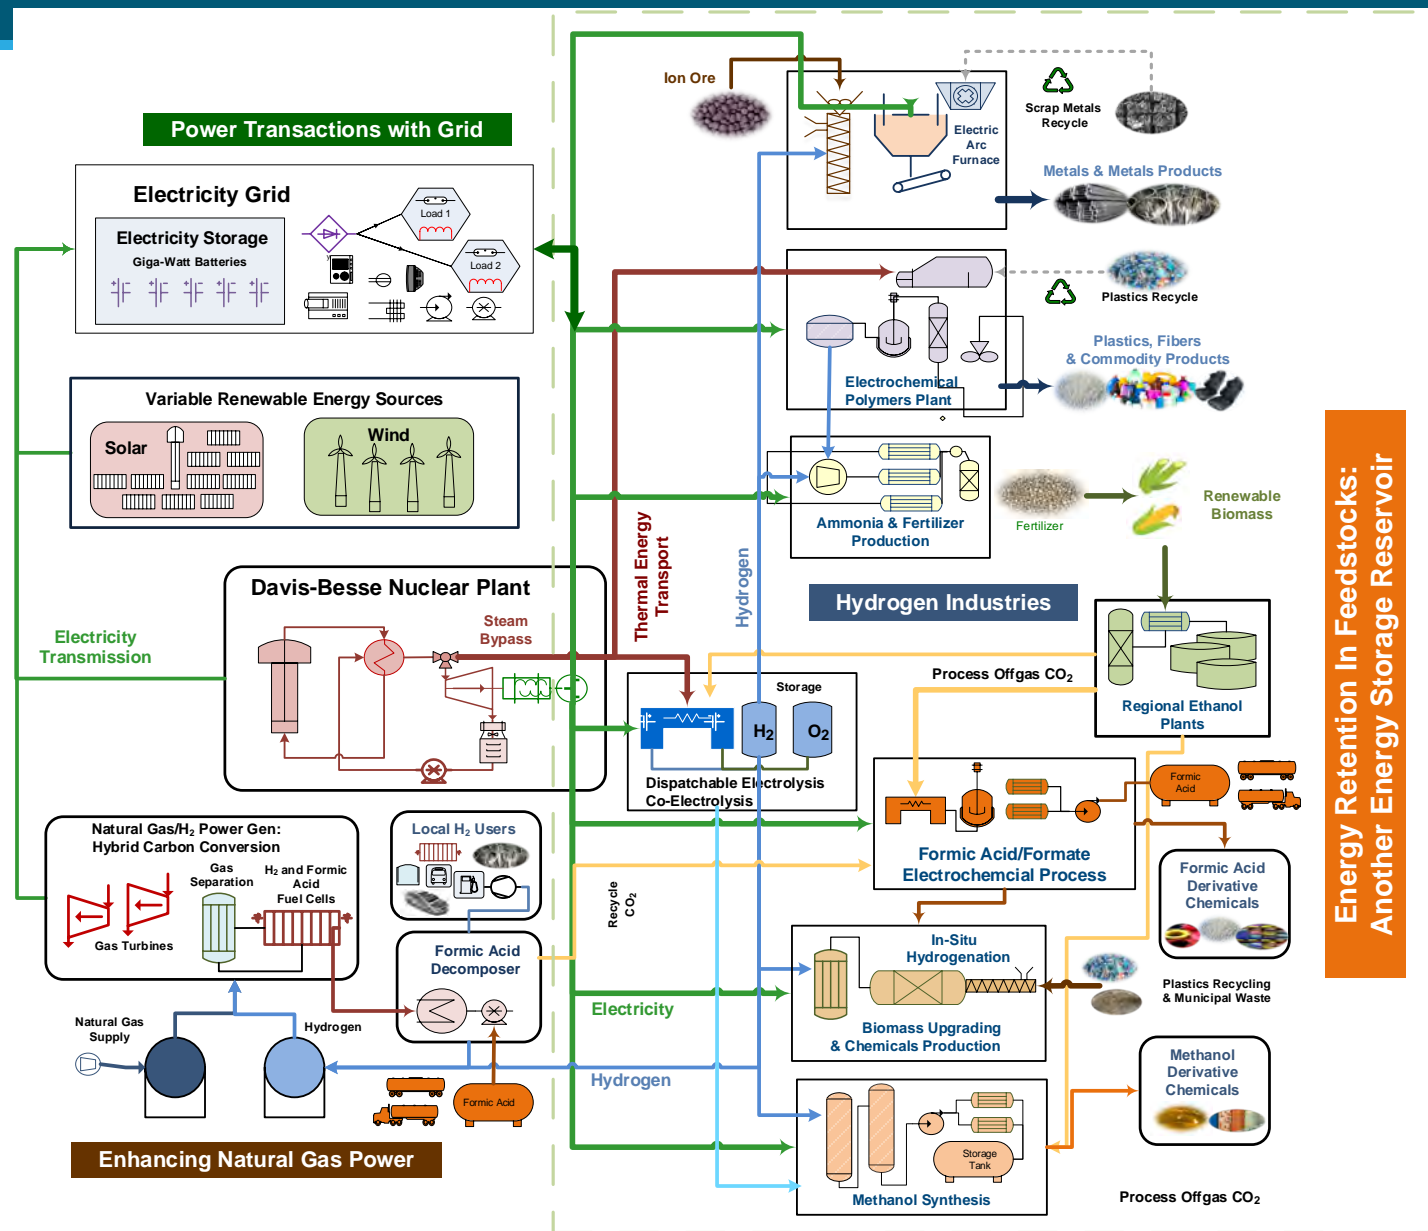 Ion Ore
Scrap Metals
Recycle
Electric
Arc
Furnace
Power Transactions with Grid
Metals & Metals Products
Electricity Grid
Load 1
Electricity Storage
Giga-Watt Batteries
Load 2
y
Plastics Recycle
Plastics, Fibers
& Commodity Products
Electrochemical
Polymers Plant
Variable Renewable Energy Sources
Solar
Wind
Ammonia & Fertilizer
Production
Fertilizer
Renewable
Biomass
Energy Retention In Feedstocks:
Another Energy Storage Reservoir
Thermal Energy
Transport
Hydrogen
Hydrogen Industries
Davis-Besse Nuclear Plant
Steam
Bypass
Electricity
Transmission
Process Offgas CO2
Regional Ethanol
Plants
Storage
H2
O2
Dispatchable Electrolysis
Co-Electrolysis
Formic
Acid
Formic Acid/Formate
Electrochemcial Process
Natural Gas/H2 Power Gen:
Hybrid Carbon Conversion
Gas
Separation
H2 and Formic
Acid
Fuel Cells
Gas Turbines
Local H2 Users
Recycle
CO2
Formic Acid
Derivative
Chemicals
Formic Acid
Decomposer
In-Situ
Hydrogenation
Plastics Recycling
& Municipal Waste
Electricity
Biomass Upgrading
& Chemicals Production
Natural Gas
Supply
Hydrogen
Hydrogen
Formic Acid
Methanol
Derivative
Chemicals
Enhancing Natural Gas Power
Storage
Tank
Methanol Synthesis
Process Offgas CO2